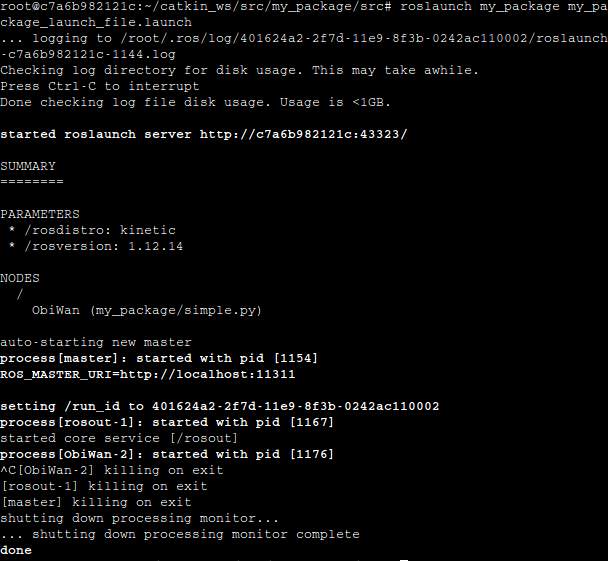 root@c7a6b982121c:~/catkin_ws/src/my_package/src# roslaunch my_package my_pa
ckage_launch_file.launch
... logging to /root/.ros/log/401624a2-2f7d-11e9-8f3b-0242ac110002/roslaunch
-c7a6b982121c-1144.log
Checking log directory for disk usage. This may take awhile.
Press Ctrl-C to interrupt
Done checking log file disk usage. Usage is <1GB.
started roslaunch server http://c7a6b982121c:43323/
SUMMARY
========
PARAMETERS
 * /rosdistro: kinetic
 * /rosversion: 1.12.14
NODES
  /
    ObiWan (my_package/simple.py)
auto-starting new master
process[master]: started with pid [1154]
ROS_MASTER_URI=http://localhost:11311
setting /run_id to 401624a2-2f7d-11e9-8f3b-0242ac110002
process[rosout-1]: started with pid [1167]
started core service [/rosout]
process[ObiWan-2]: started with pid [1176]
^C[ObiWan-2] killing on exit
[rosout-1] killing on exit
[master] killing on exit
shutting down processing monitor...
... shutting down processing monitor complete
done